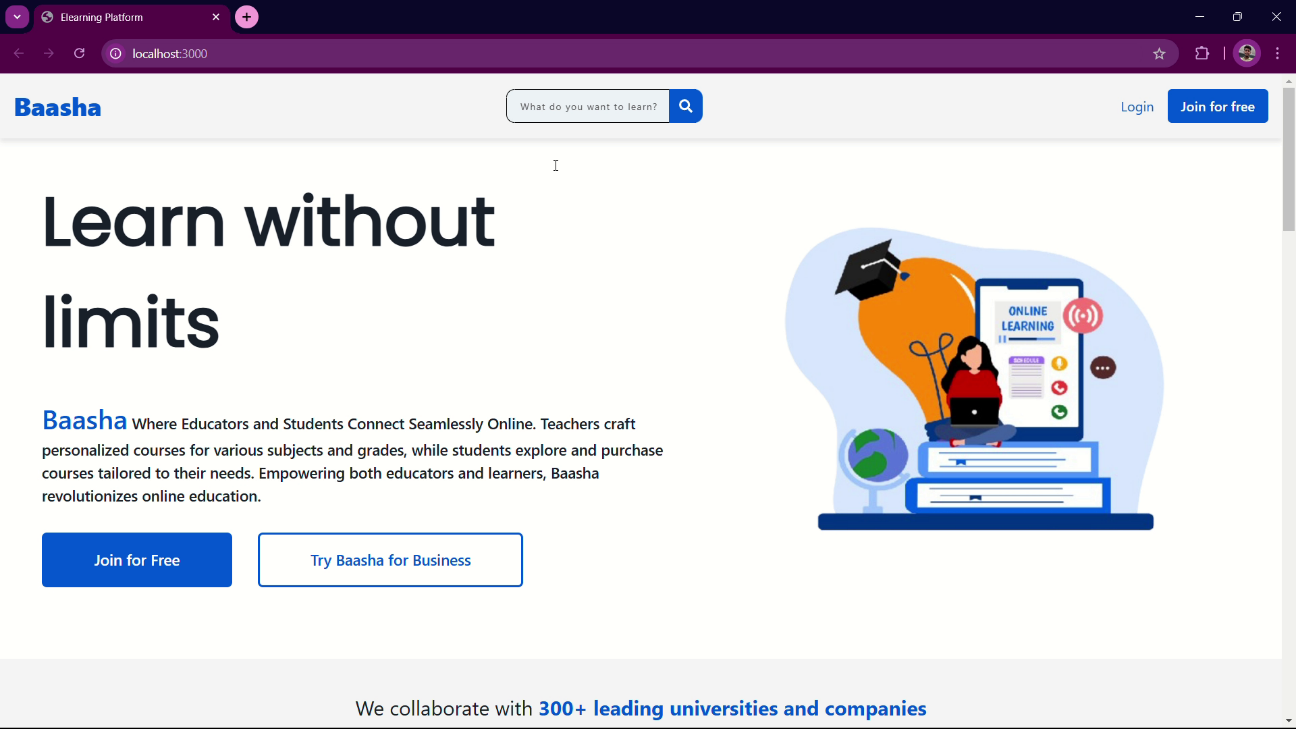 Elearning Platform
localhost:3000
Baasha
What do you want to learn?
Login
Join for free
Learn without
limits
ONLINE
LEARNING
Baasha Where Educators and Students Connect Seamlessly Online. Teachers craft
personalized courses for various subjects and grades, while students explore and purchase
courses tailored to their needs. Empowering both educators and learners, Baasha
revolutionizes online education.
Join for Free
Try Baasha for Business
We collaborate with 300+ leading universities and companies